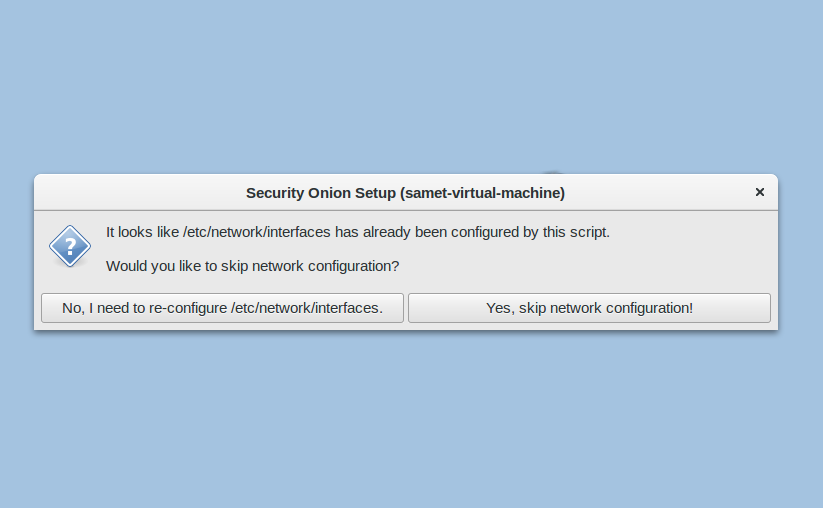 Security Onion Setup (samet-virtual-machine)
It looks like /etc/network/interfaces has already been configured by this script.
Would you like to skip network configuration?
No, I need to re-configure /etc/network/interfaces.
Yes, skip network configuration!